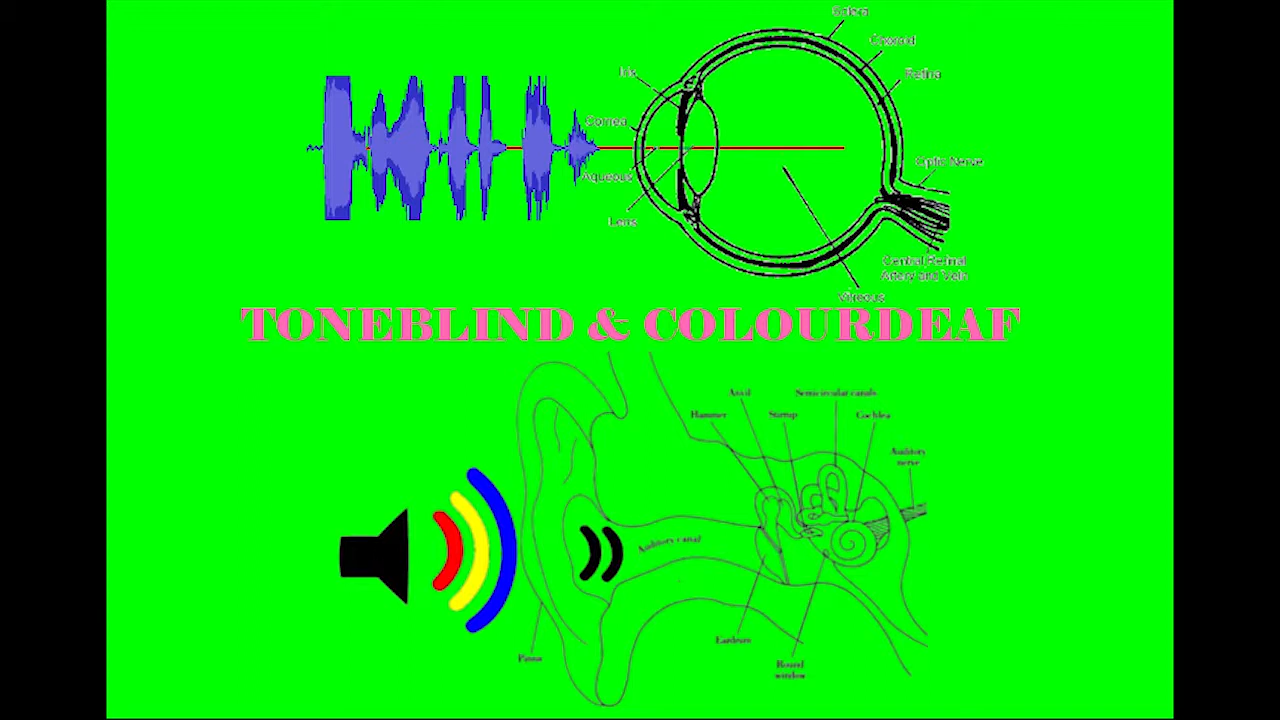 Sclera
Choroid
Retina
Iris
Cornea
Optic Nerve
Aqueous
Lens
Central Retinal
Artery and Vein
Vitreous
TONEBLIND & COLOURDEAF
Anvil
Semicircular canals
Hammer
Stirrup
Cochlea
Auditory
nerve
Auditory canal
Eardrum
Pinna
Round
window